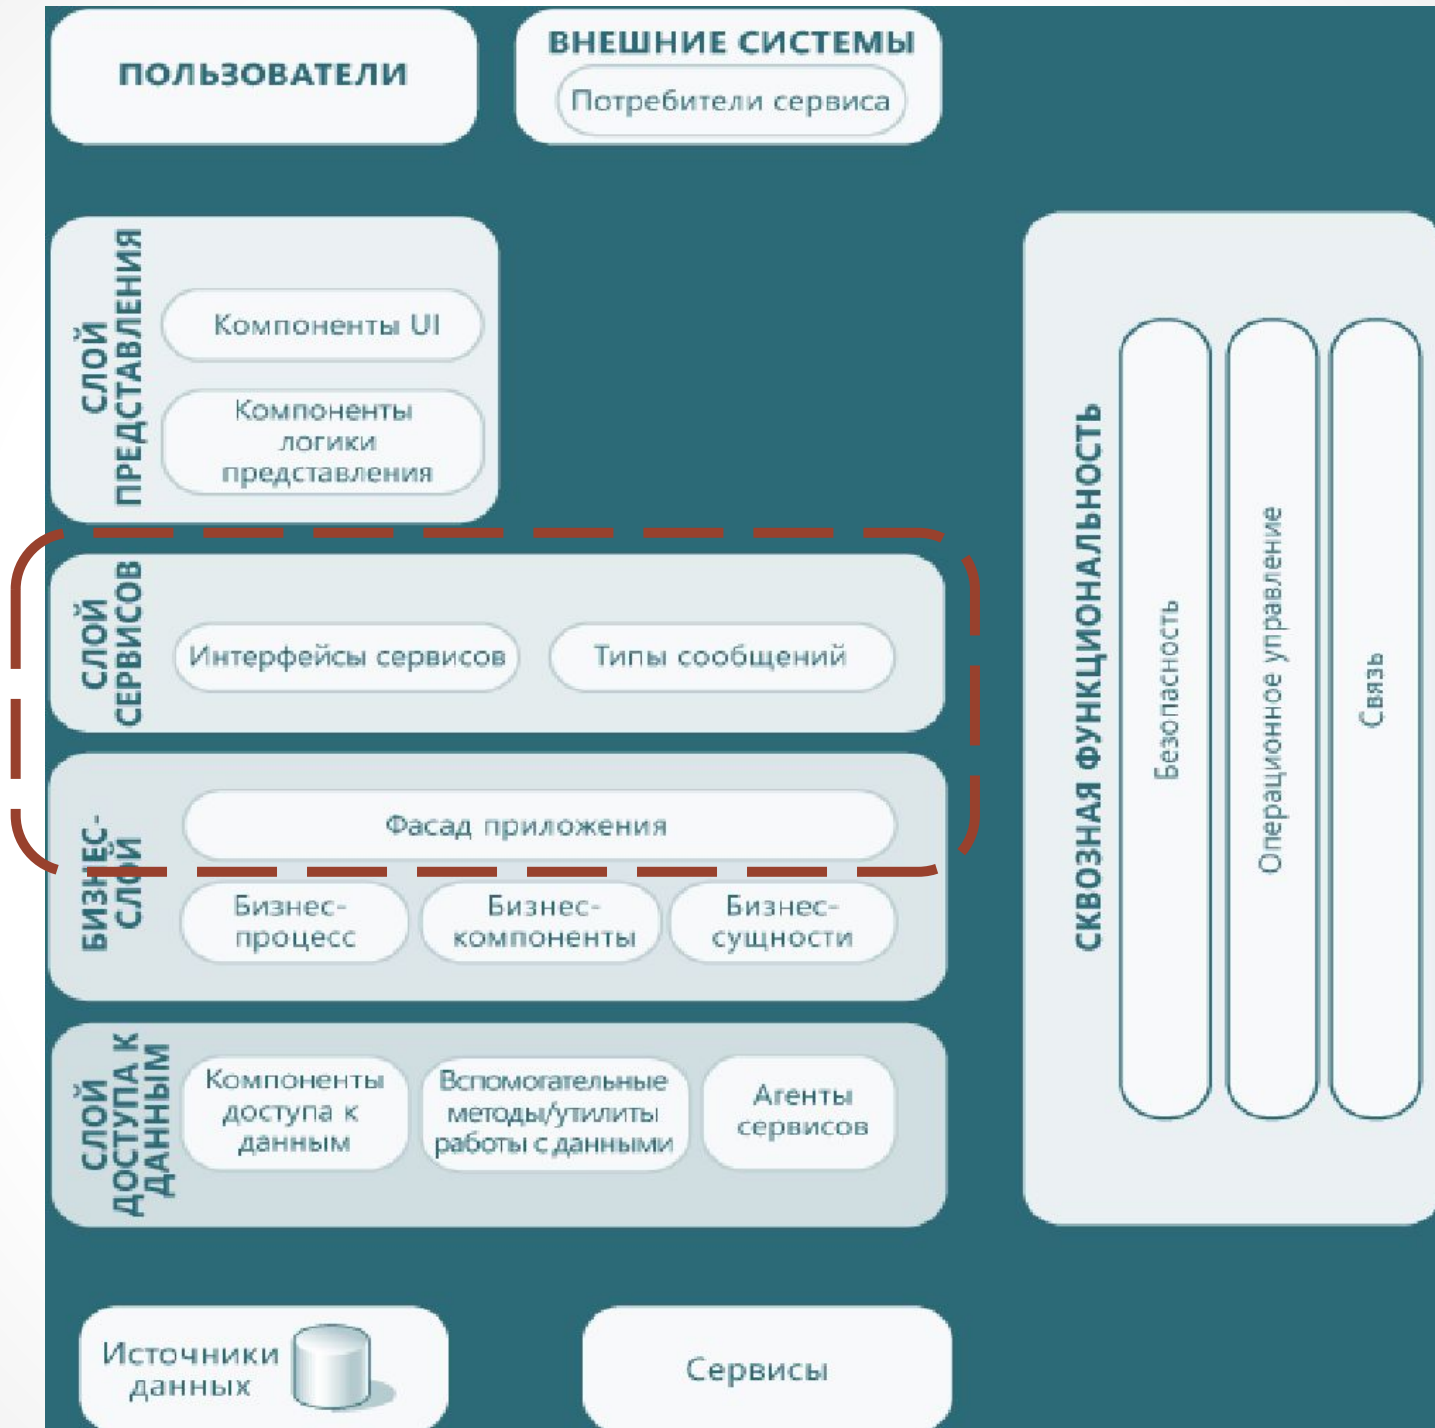 ПОЛЬЗОВАТЕЛИ
ВНЕШНИЕ СИСТЕМЫ
Потребители сервиса
СЛОЙ
ПРЕДСТАВЛЕНИЯ
Компоненты UI
Компоненты
логики
представления
СЛОЙ
СЕРВИСОВ
Интерфейсы сервисов
Типы сообщений
БИЗНЕС-
СЛОЙ
Фасад приложения
Бизнес-
процесс
Бизнес-
компоненты
Бизнес-
сущности
СЛОЙ
ДОСТУПА К
ДАННЫМ
Компоненты
доступа к
данным
Вспомогательные
методы/утилиты
работы с данными
Агенты
сервисов
СКВОЗНАЯ ФУНКЦИОНАЛЬНОСТЬ
Безопасность
Операционное управление
Связь
Источники
данных
Сервисы